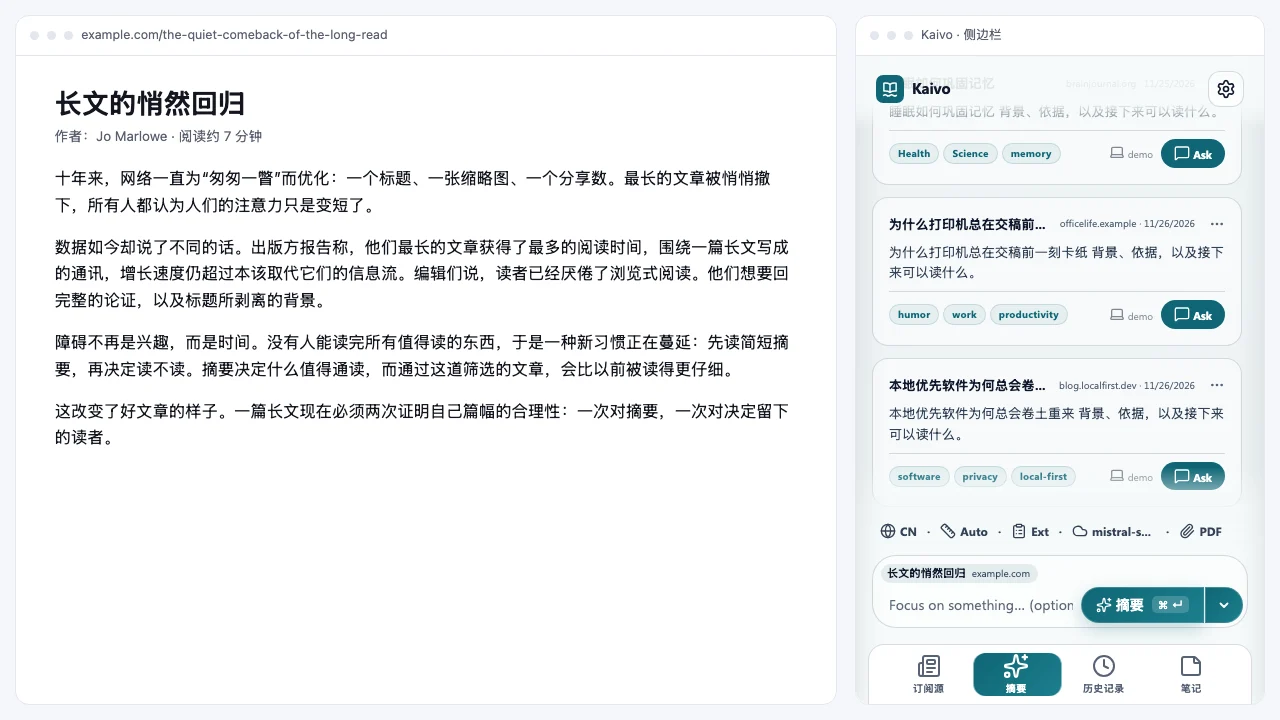 example.com/the-quiet-comeback-of-the-long-read
长文的悄然回归
作者：Jo Marlowe · 阅读约 7 分钟
十年来，网络一直为“匆匆一瞥”而优化：一个标题、一张缩略图、一个分享数。最长的文章被悄悄撤
下，所有人都认为人们的注意力只是变短了。
数据如今却说了不同的话。出版方报告称，他们最长的文章获得了最多的阅读时间，围绕一篇长文写成
的通讯，增长速度仍超过本该取代它们的信息流。编辑们说，读者已经厌倦了浏览式阅读。他们想要回
完整的论证，以及标题所剥离的背景。
障碍不再是兴趣，而是时间。没有人能读完所有值得读的东西，于是一种新习惯正在蔓延：先读简短摘
要，再决定读不读。摘要决定什么值得通读，而通过这道筛选的文章，会比以前被读得更仔细。
这改变了好文章的样子。一篇长文现在必须两次证明自己篇幅的合理性：一次对摘要，一次对决定留下
的读者。
Kaivo · 侧边栏
Kaivo
brainjournal.org · 11/25/2026
睡眠如何巩固记忆 背景、依据，以及接下来可以读什么。
Health Science memory demo Ask
为什么打印机总在交稿前... officelife.example · 11/26/2026
为什么打印机总在交稿前一刻卡纸 背景、依据，以及接下
来可以读什么。
humor work productivity demo Ask
本地优先软件为何总会卷... blog.localfirst.dev · 11/26/2026
本地优先软件为何总会卷土重来 背景、依据，以及接下来
可以读什么。
software privacy local-first demo Ask
CN · Auto · Ext · mistral-s... · PDF
长文的悄然回归 example.com
Focus on something... (option 摘要 ⌘ ↵
订阅源 摘要 历史记录 笔记